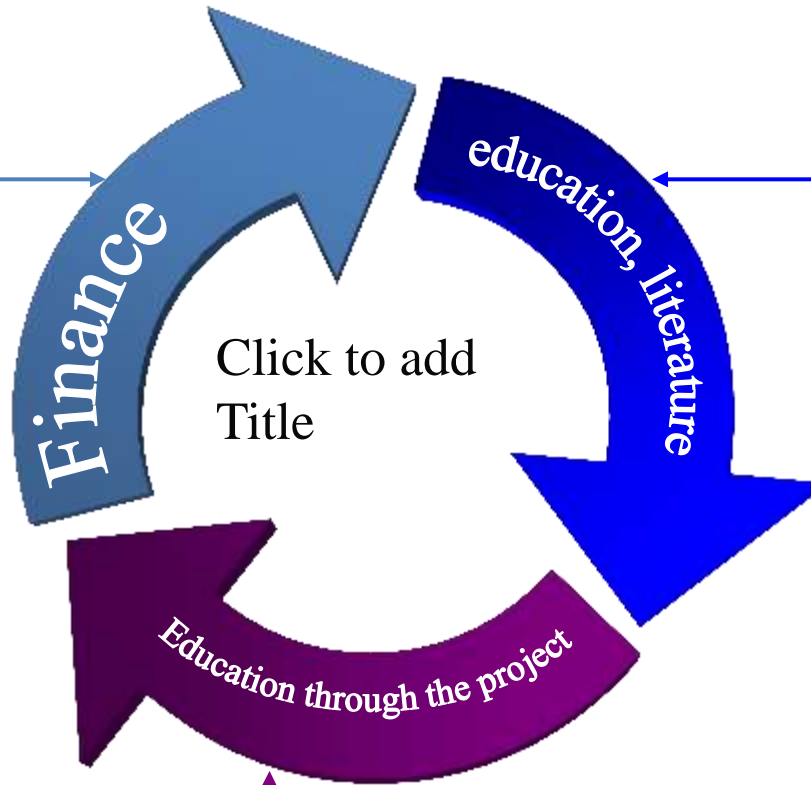 Finance
education, literature
Click to add
Title
Education through the project